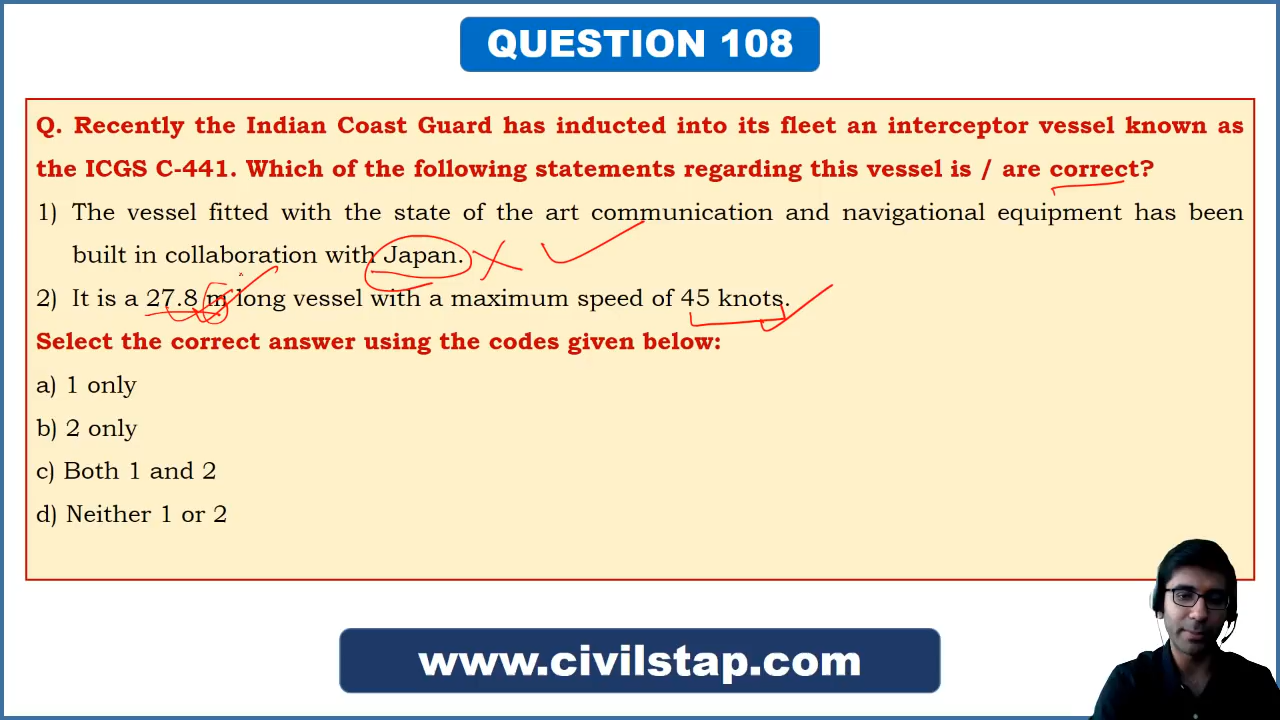 QUESTION 108
Q. Recently the Indian Coast Guard has inducted into its fleet an interceptor vessel known as
the ICGS C-441. Which of the following statements regarding this vessel is / are correct?
1) The vessel fitted with the state of the art communication and navigational equipment has been
built in collaboration with Japan.
2) It is a 27.8 m long vessel with a maximum speed of 45 knots.
Select the correct answer using the codes given below:
a) 1 only
b) 2 only
c) Both 1 and 2
d) Neither 1 or 2
www.civilstap.com